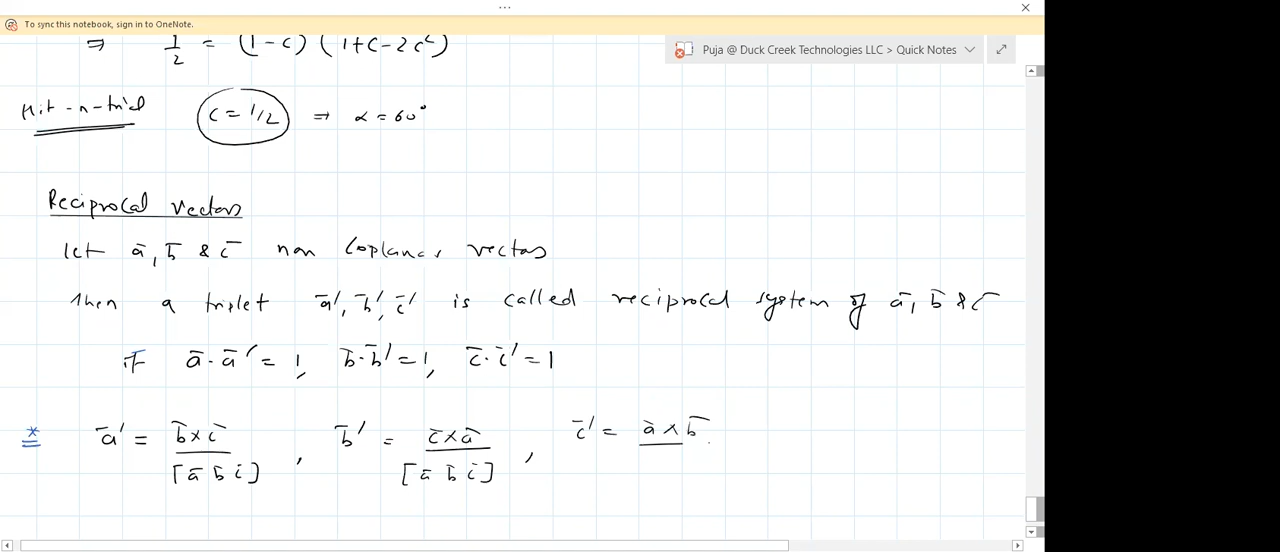 ...
To sync this notebook, sign in to OneNote.
Puja @ Duck Creek Technologies LLC > Quick Notes
⇒ 1/2 = (1-c) (1+c-2c²)
Hit-n-trial c = 1/2 ⇒ α = 60°
Reciprocal vectors
let ā, b̄ & c̄ non coplanar vectors
then a triplet ā', b̄', c̄' is called reciprocal system of ā, b̄ & c̄
if ā·ā' = 1, b̄·b̄' = 1, c̄·c̄' = 1
* ā' = b̄×c̄/[ā b̄ c̄], b̄' = c̄×ā/[ā b̄ c̄], c̄' = ā×b̄